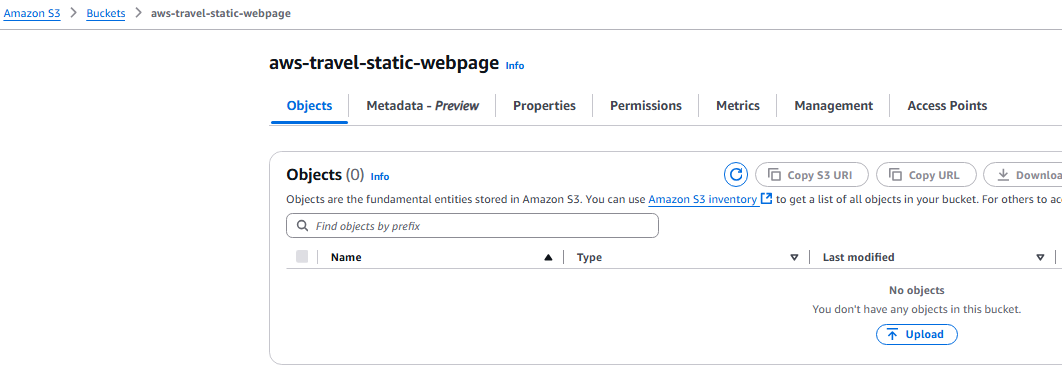 Amazon S3 > Buckets > aws-travel-static-webpage
aws-travel-static-webpage Info
Objects Metadata - Preview Properties Permissions Metrics Management Access Points
Objects (0) Info
Copy S3 URI Copy URL Downloa
Objects are the fundamental entities stored in Amazon S3. You can use Amazon S3 inventory to get a list of all objects in your bucket. For others to ac
Find objects by prefix
Name Type Last modified
No objects
You don't have any objects in this bucket.
Upload